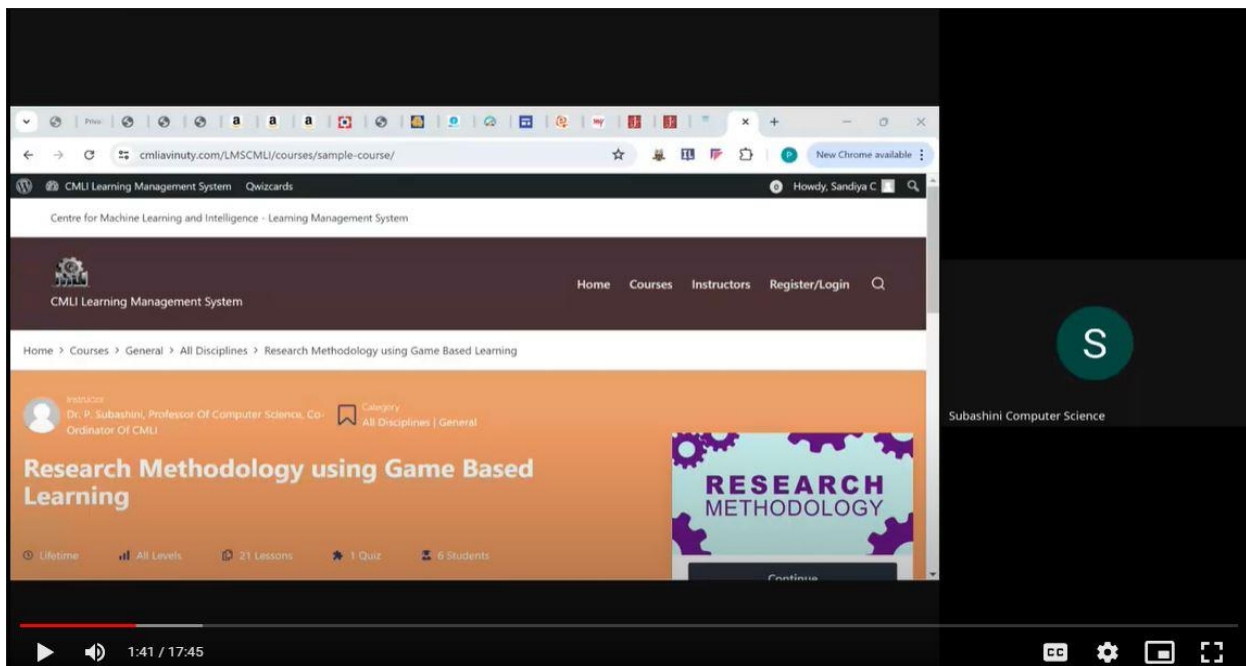 Priva
a
a
a
my
New Chrome available
cmliavinuty.com/LMSCMLI/courses/sample-course/
P
CMLI Learning Management System Qwizcards
0 Howdy, Sandiya C
Centre for Machine Learning and Intelligence - Learning Management System
CMLI Learning Management System
Home Courses Instructors Register/Login
Home > Courses > General > All Disciplines > Research Methodology using Game Based Learning
Instructor
Dr. P. Subashini, Professor Of Computer Science, Co-
Ordinator Of CMLI
Category
All Disciplines | General
Research Methodology using Game Based
Learning
Lifetime All Levels 21 Lessons 1 Quiz 6 Students
RESEARCH
METHODOLOGY
Continue
S
Subashini Computer Science
1:41 / 17:45
CC